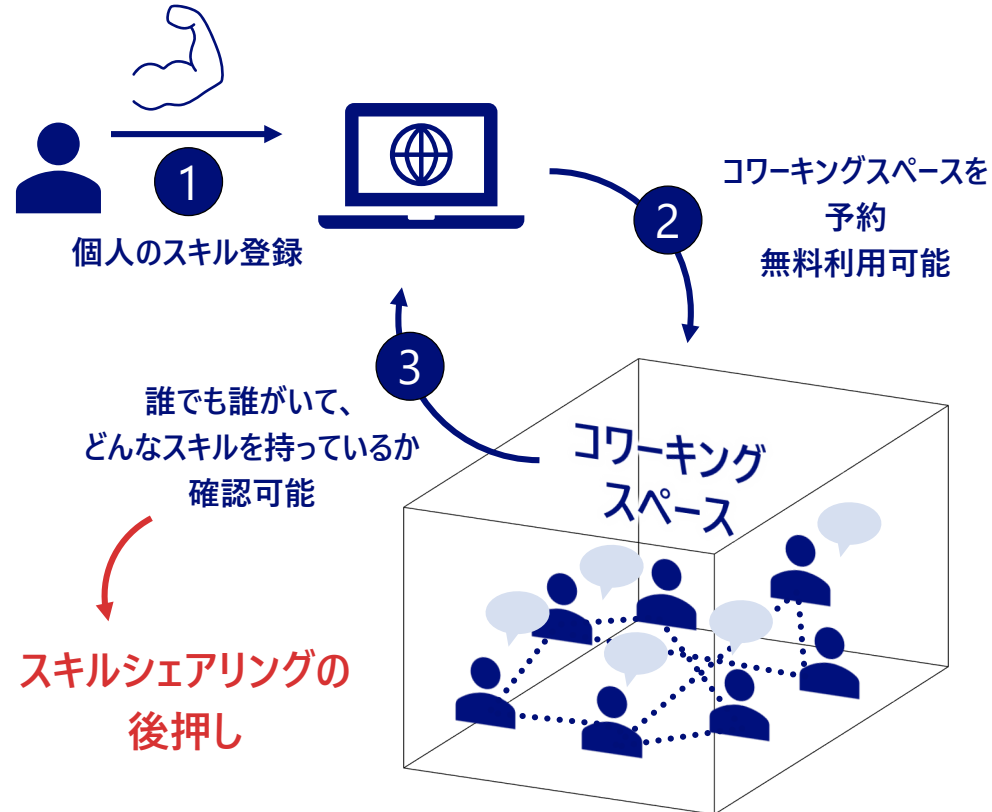 1
個人のスキル登録
2
コワーキングスペースを
予約
無料利用可能
3
誰でも誰がいて、
どんなスキルを持っているか
確認可能
コワーキング
スペース
スキルシェアリングの
後押し